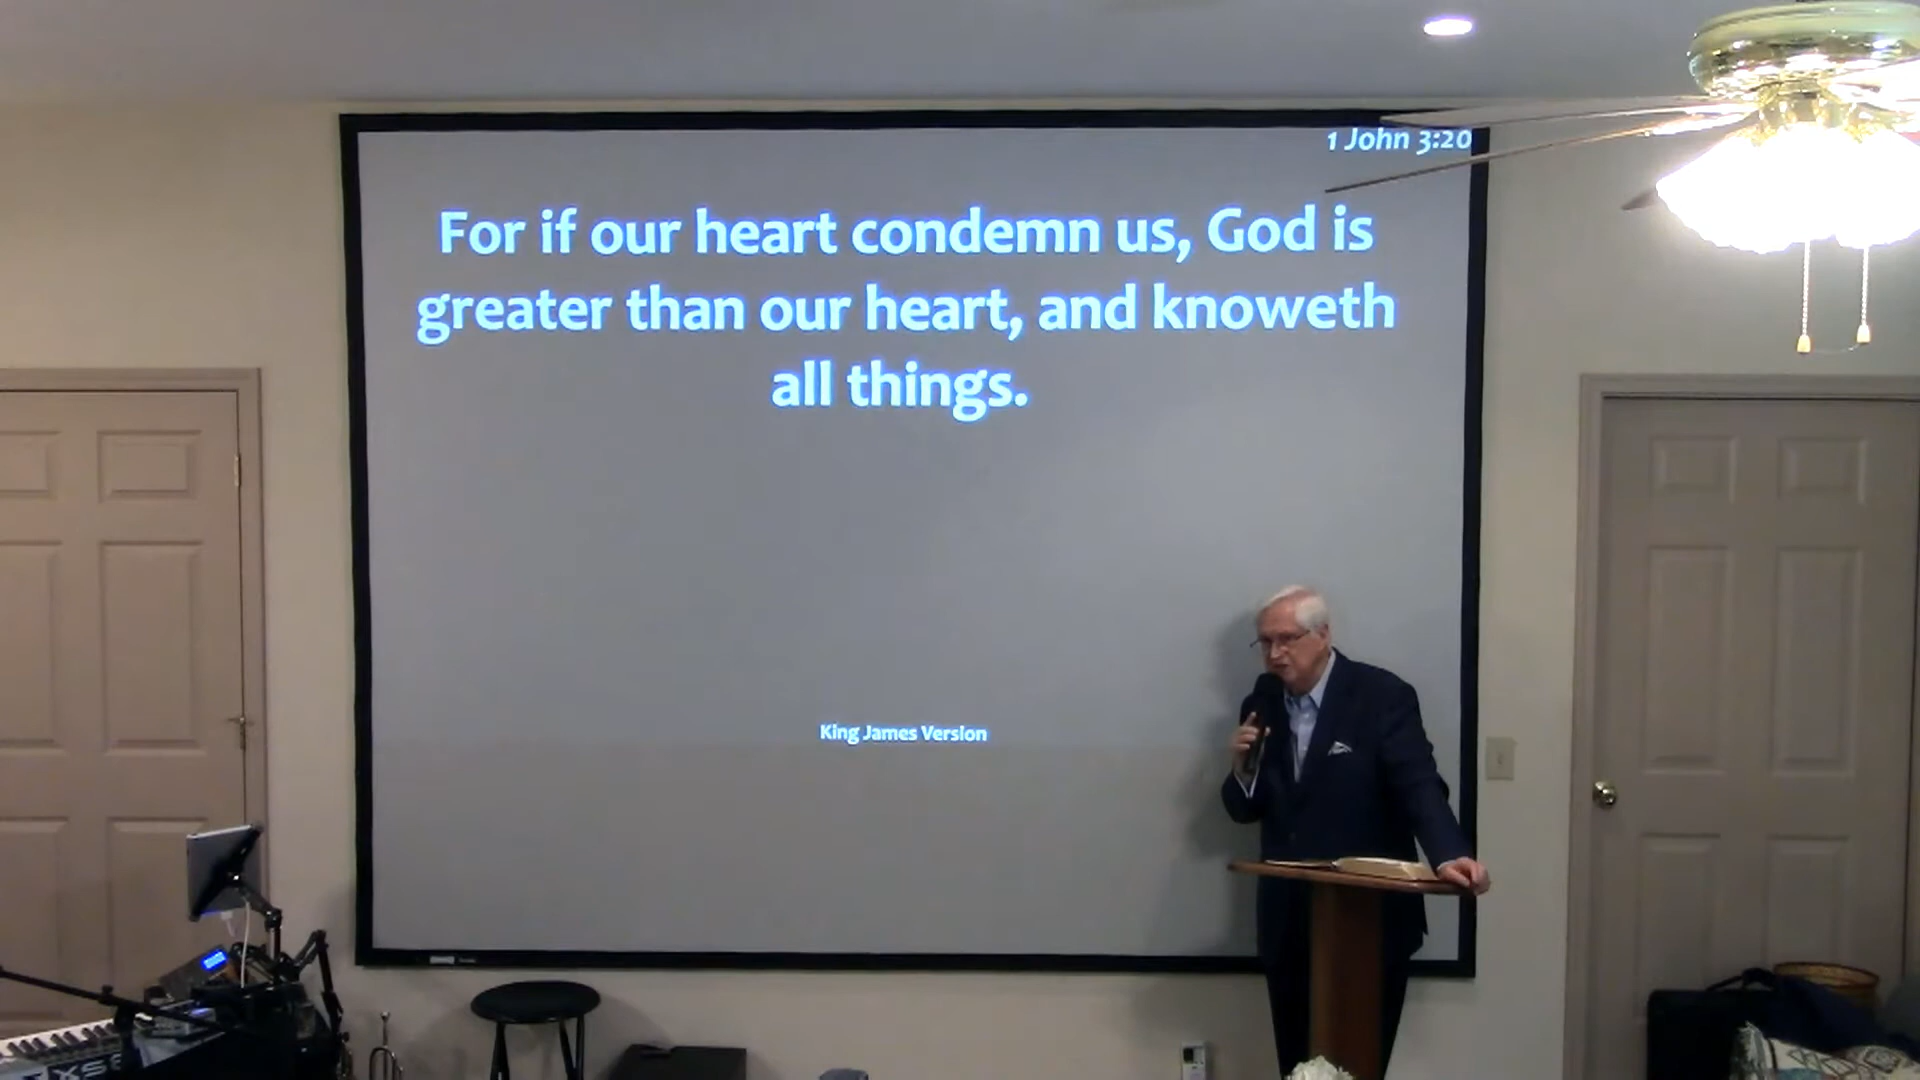 1 John 3:20
For if our heart condemn us, God is
greater than our heart, and knoweth
all things.
King James Version